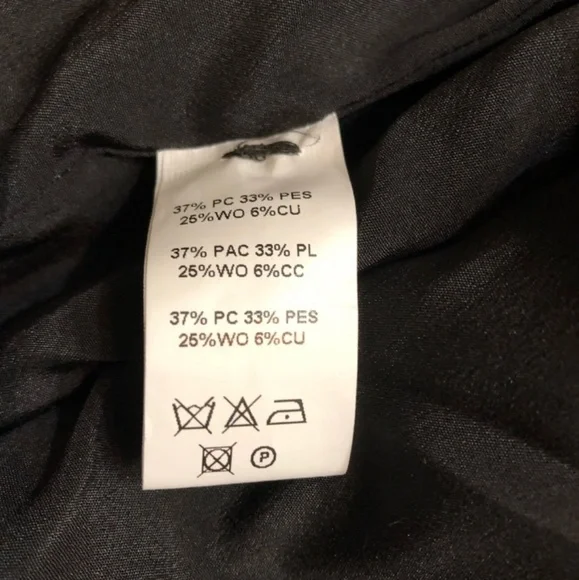 37% PC 33% PES
25%WO 6%CU
37% PAC 33% PL
25%WO 6%CC
37% PC 33% PES
25%WO 6%CU
P